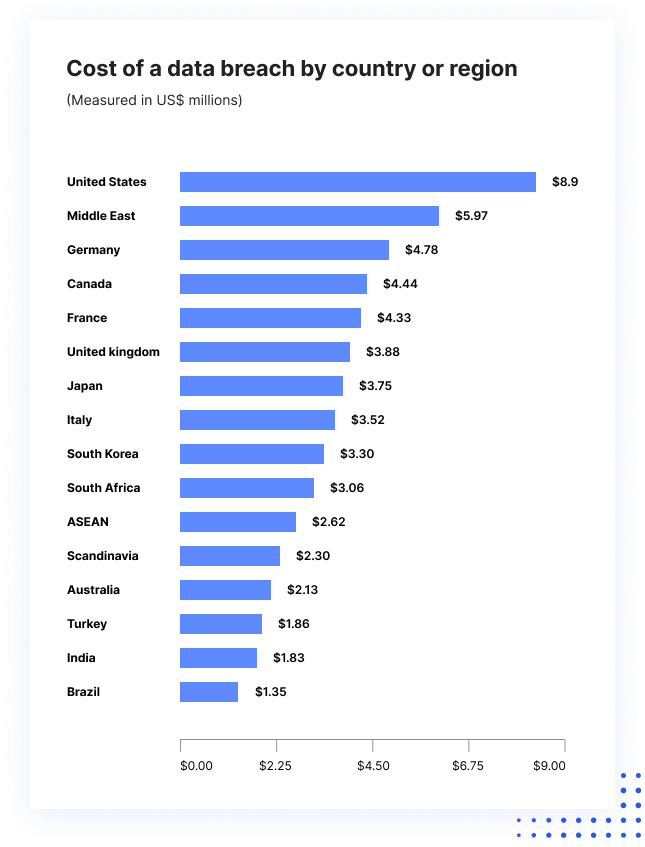 Cost of a data breach by country or region
(Measured in US$ millions)
United States $8.9
Middle East $5.97
Germany $4.78
Canada $4.44
France $4.33
United kingdom $3.88
Japan $3.75
Italy $3.52
South Korea $3.30
South Africa $3.06
ASEAN $2.62
Scandinavia $2.30
Australia $2.13
Turkey $1.86
India $1.83
Brazil $1.35
$0.00 $2.25 $4.50 $6.75 $9.00